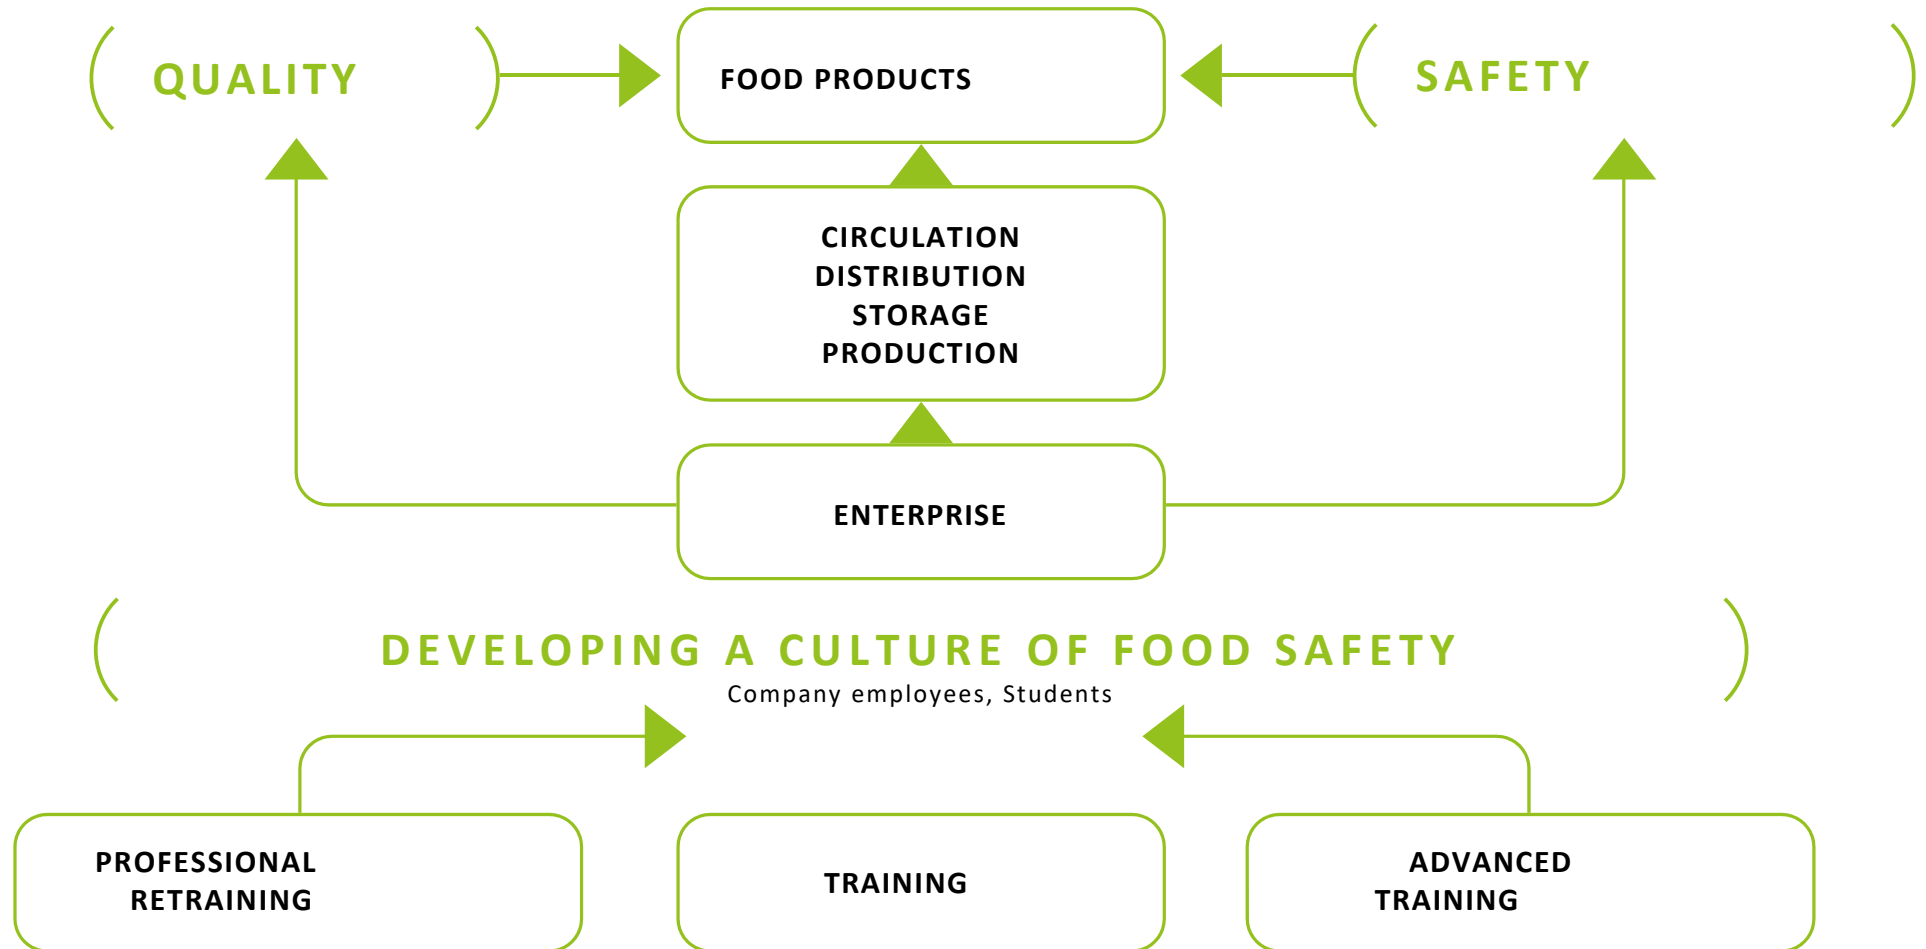 QUALITY
FOOD PRODUCTS
SAFETY
CIRCULATION
DISTRIBUTION
STORAGE
PRODUCTION
ENTERPRISE
DEVELOPING A CULTURE OF FOOD SAFETY
Company employees, Students
PROFESSIONAL
RETRAINING
TRAINING
ADVANCED
TRAINING